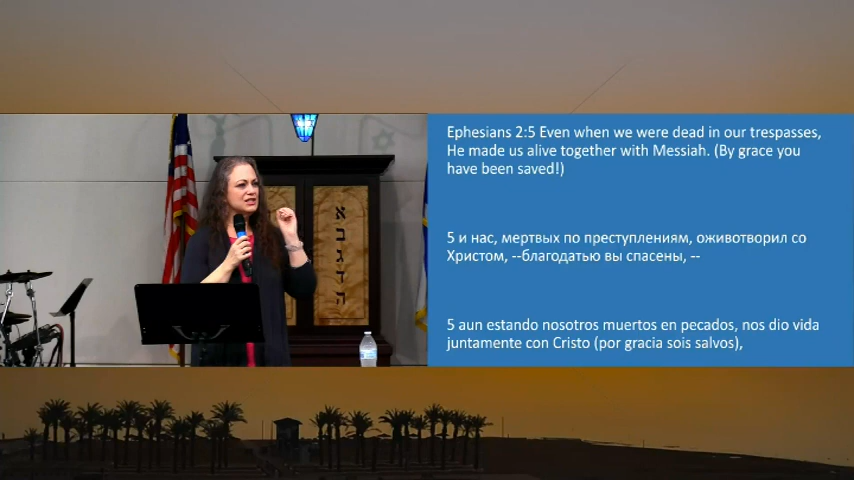 Ephesians 2:5 Even when we were dead in our trespasses,
He made us alive together with Messiah. (By grace you
have been saved!)
5 и нас, мертвых по преступлениям, оживотворил со
Христом, --благодатью вы спасены, --
5 aun estando nosotros muertos en pecados, nos dio vida
juntamente con Cristo (por gracia sois salvos),
א
ב
ג
ד
ה